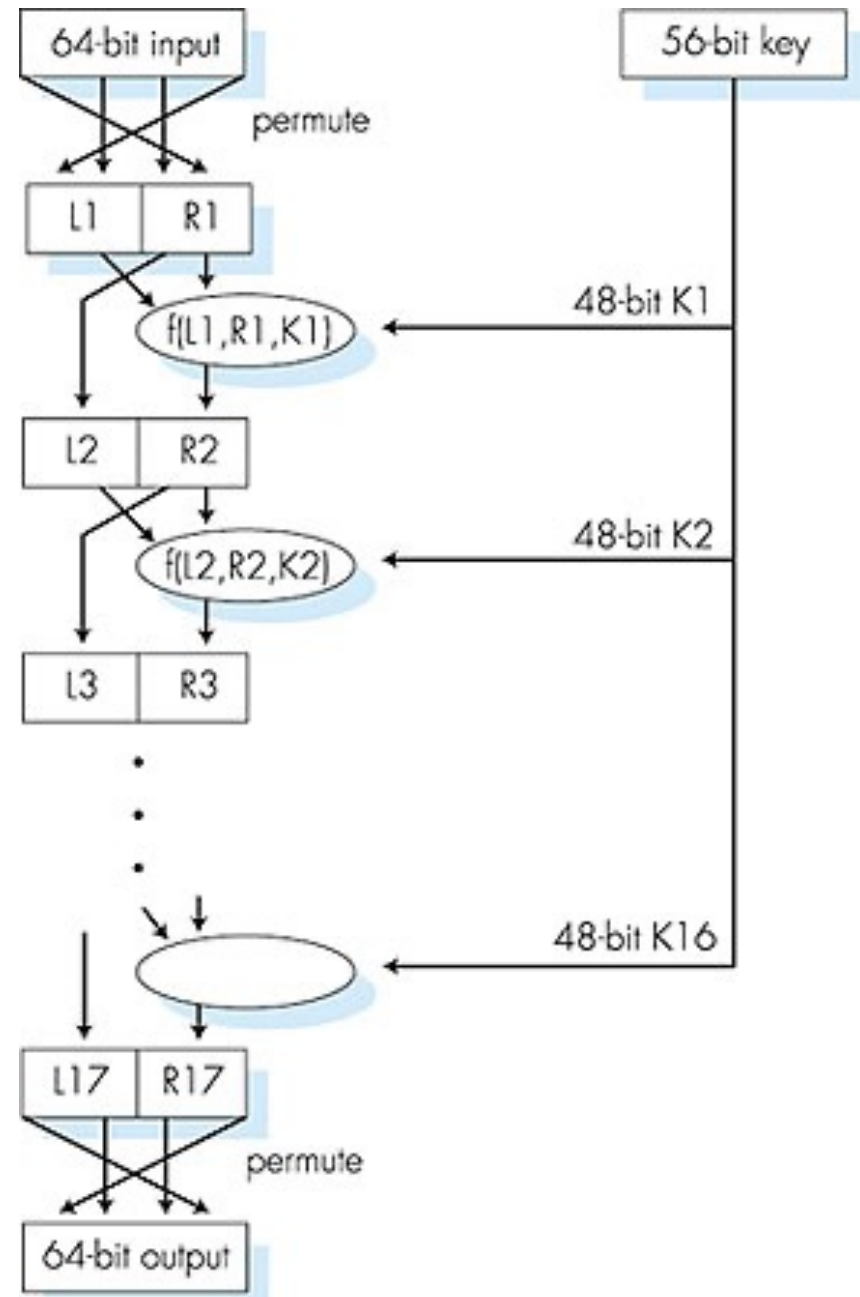 64-bit input
56-bit key
permute
L1 R1
48-bit K1
f(L1,R1,K1)
L2 R2
48-bit K2
f(L2,R2,K2)
L3 R3
48-bit K16
L17 R17
permute
64-bit output